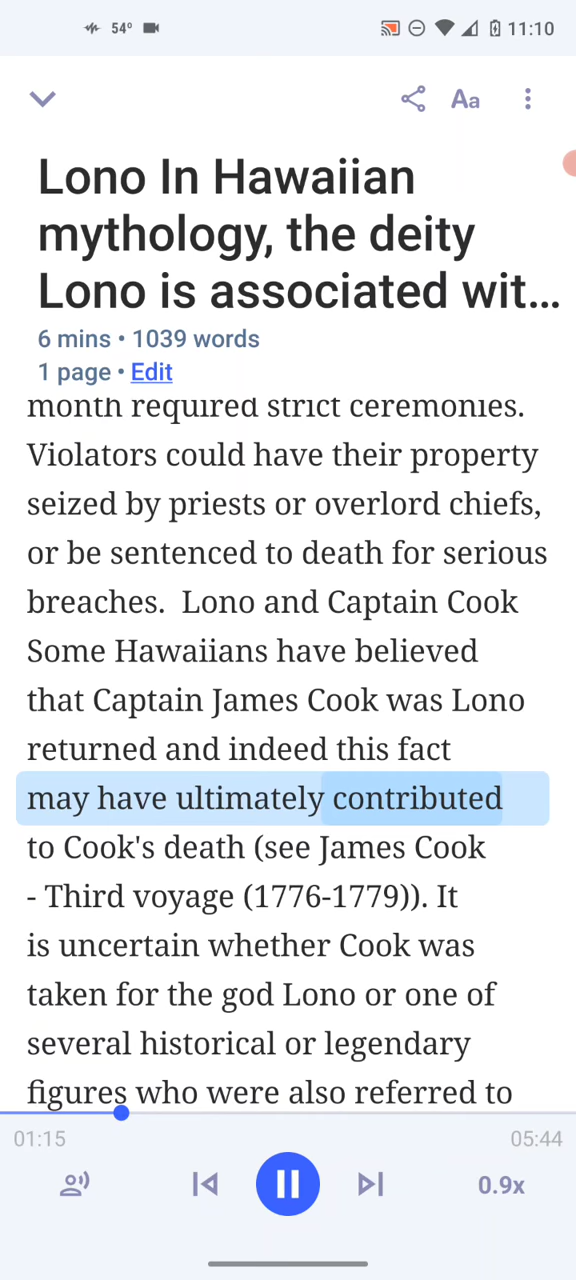 54° 11:10
Aa
Lono In Hawaiian
mythology, the deity
Lono is associated wit...
6 mins • 1039 words
1 page • Edit
month required strict ceremonies.
Violators could have their property
seized by priests or overlord chiefs,
or be sentenced to death for serious
breaches.  Lono and Captain Cook
Some Hawaiians have believed
that Captain James Cook was Lono
returned and indeed this fact
may have ultimately contributed
to Cook's death (see James Cook
- Third voyage (1776-1779)). It
is uncertain whether Cook was
taken for the god Lono or one of
several historical or legendary
figures who were also referred to
01:15 05:44
0.9x